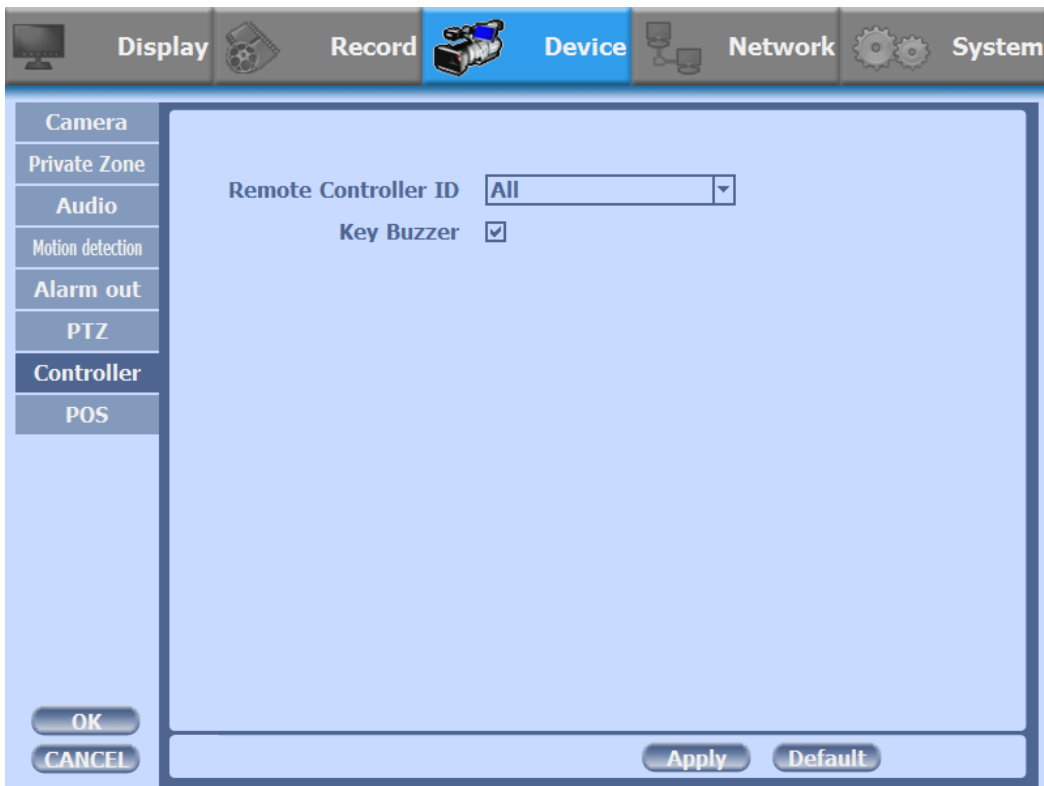 Display Record Device Network System
Camera
Private Zone
Audio
Motion detection
Alarm out
PTZ
Controller
POS
Remote Controller ID All
Key Buzzer
OK
CANCEL
Apply Default